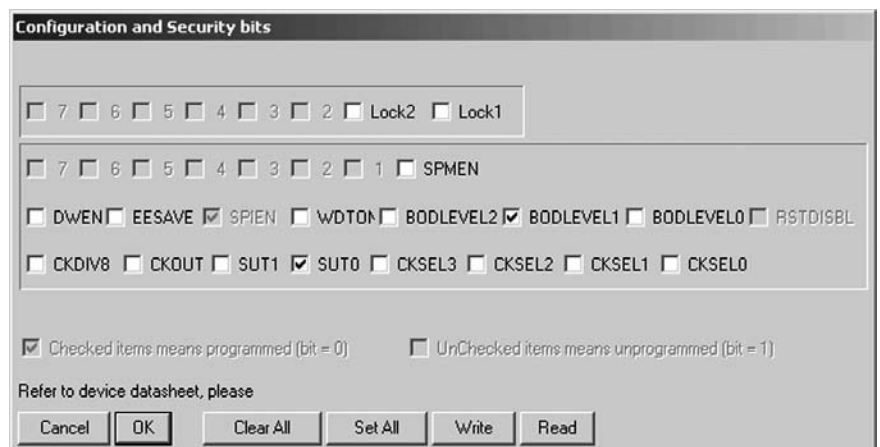 Configuration and Security bits
7 6 5 4 3 2 Lock2 Lock1
7 6 5 4 3 2 1 SPMEN
DWEN EESAVE SPIEN WDTON BODLEVEL2 BODLEVEL1 BODLEVEL0 RSTDISBL
CKDIV8 CKOUT SUT1 SUT0 CKSEL3 CKSEL2 CKSEL1 CKSEL0
Checked items means programmed (bit = 0) UnChecked items means unprogrammed (bit = 1)
Refer to device datasheet, please
Cancel OK Clear All Set All Write Read